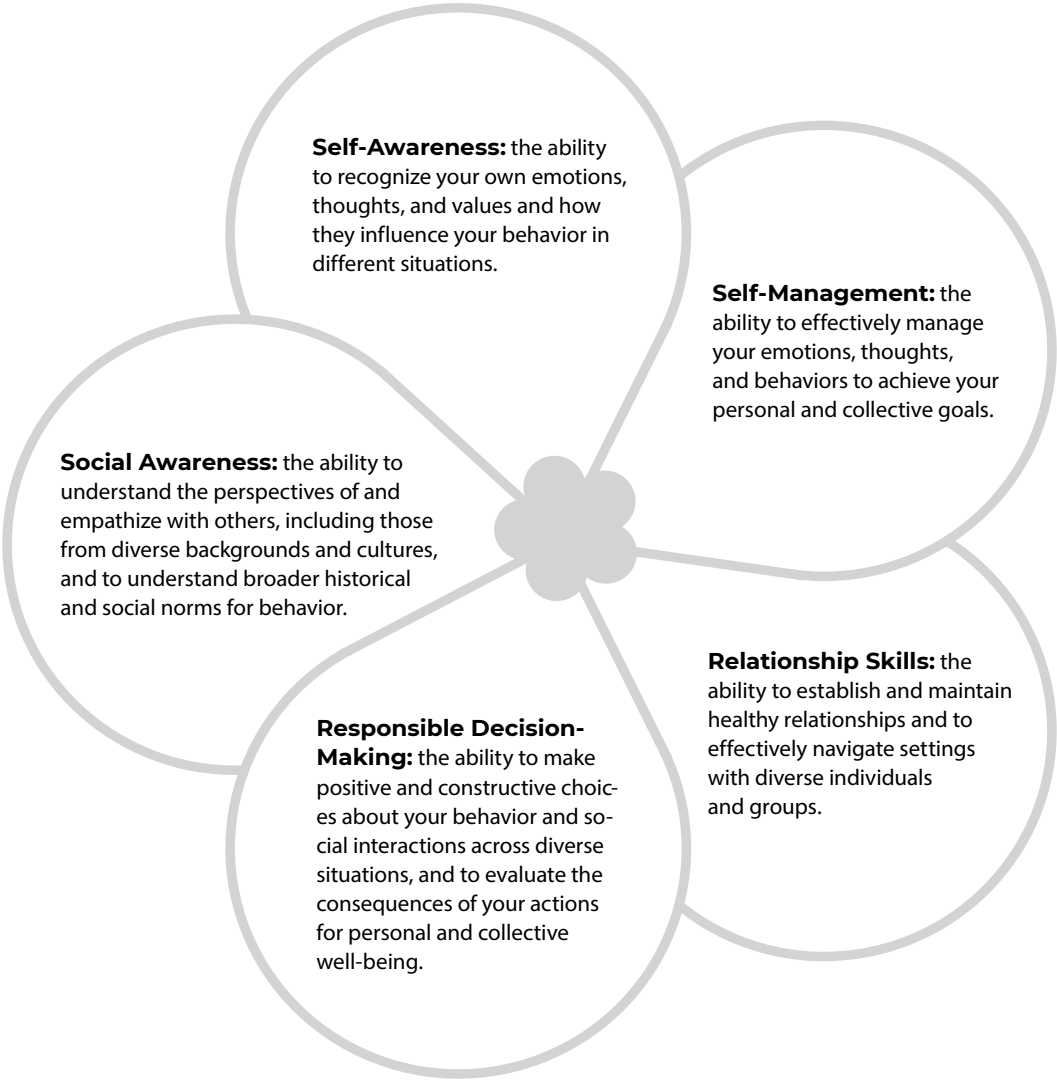 Self-Awareness: the ability
to recognize your own emotions,
thoughts, and values and how
they influence your behavior in
different situations.
Self-Management: the
ability to effectively manage
your emotions, thoughts,
and behaviors to achieve your
personal and collective goals.
Social Awareness: the ability to
understand the perspectives of and
empathize with others, including those
from diverse backgrounds and cultures,
and to understand broader historical
and social norms for behavior.
Relationship Skills: the
ability to establish and maintain
healthy relationships and to
effectively navigate settings
with diverse individuals
and groups.
Responsible Decision-
Making: the ability to make
positive and constructive choic-
es about your behavior and so-
cial interactions across diverse
situations, and to evaluate the
consequences of your actions
for personal and collective
well-being.